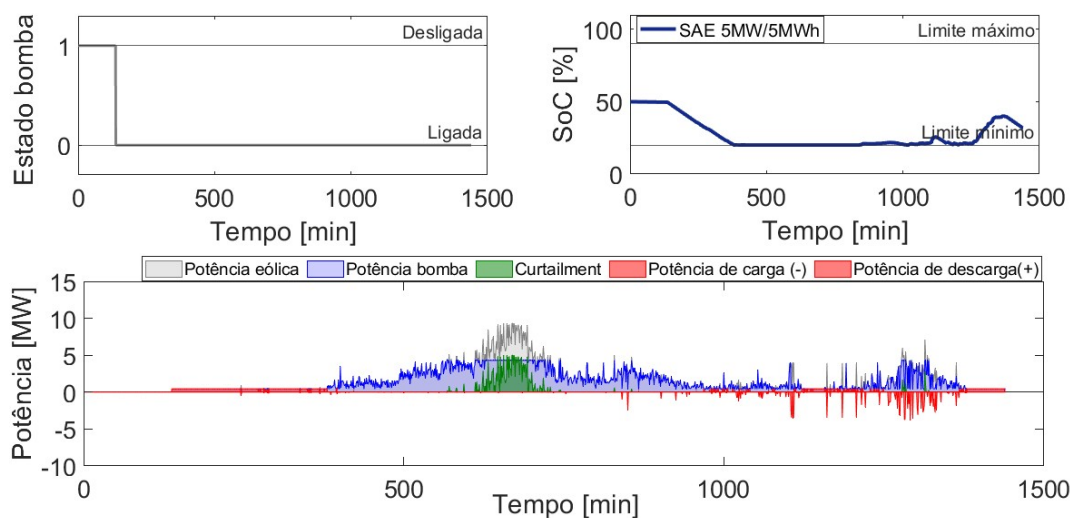 Estado bomba
1
0
Desligada
Ligada
0
500
1000
1500
Tempo [min]
SoC [%]
100
50
0
SAE 5MW/5MWh
Limite máximo
Limite mínimo
0
500
1000
1500
Tempo [min]
Potência eólica
Potência bomba
Curtailment
Potência de carga (-)
Potência de descarga(+)
Potência [MW]
15
10
5
0
-5
-10
0
500
1000
1500
Tempo [min]